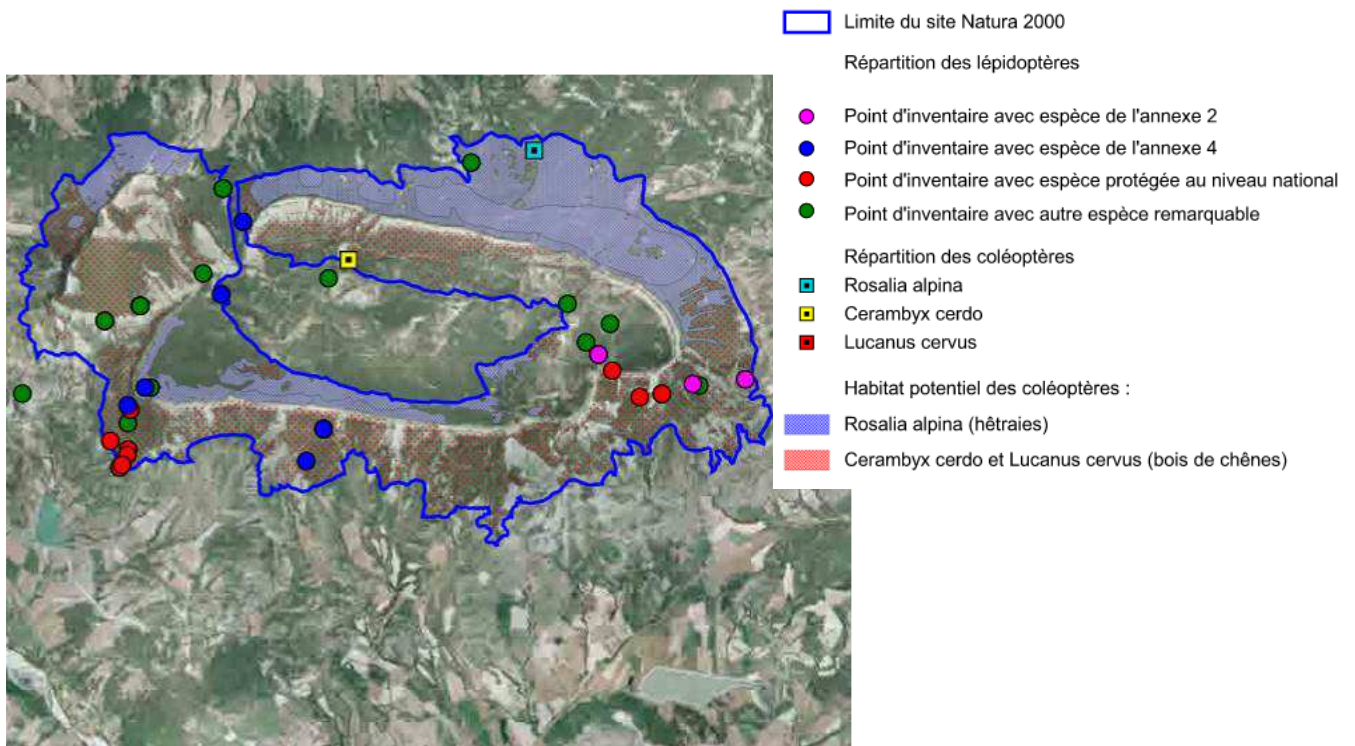 Limite du site Natura 2000
Répartition des lépidoptères
Point d'inventaire avec espèce de l'annexe 2
Point d'inventaire avec espèce de l'annexe 4
Point d'inventaire avec espèce protégée au niveau national
Point d'inventaire avec autre espèce remarquable
Répartition des coléoptères
Rosalia alpina
Cerambyx cerdo
Lucanus cervus
Habitat potentiel des coléoptères :
Rosalia alpina (hêtraies)
Cerambyx cerdo et Lucanus cervus (bois de chênes)